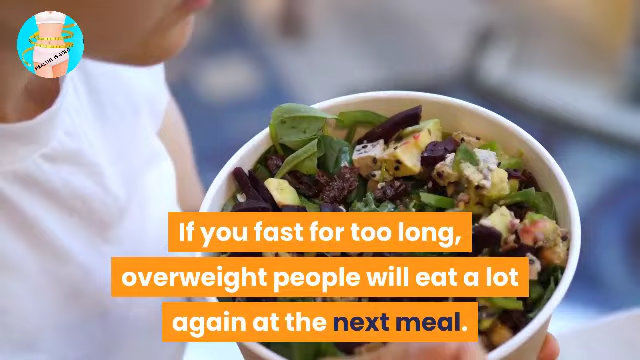 If you fast for too long,
overweight people will eat a lot
again at the next meal.